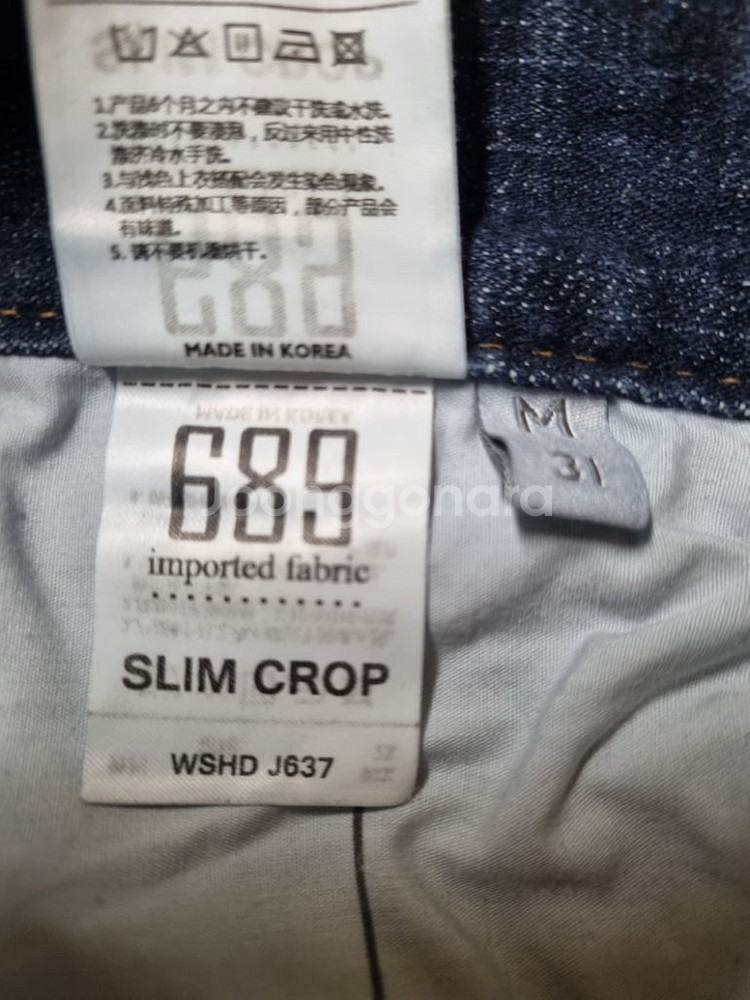 1.产品6个月之内不建议干洗或水洗。
2.洗涤时不要浸泡，反过来用中性洗
涤济冷水手洗。
3.与浅色上衣搭配会发生染色现象。
4.面料特殊加工等原因，部分产品会
有味道。
5.请不要机器烘干。
MADE IN KOREA
689
imported fabric
SLIM CROP
WSHD J637
M
31
Joonggonara